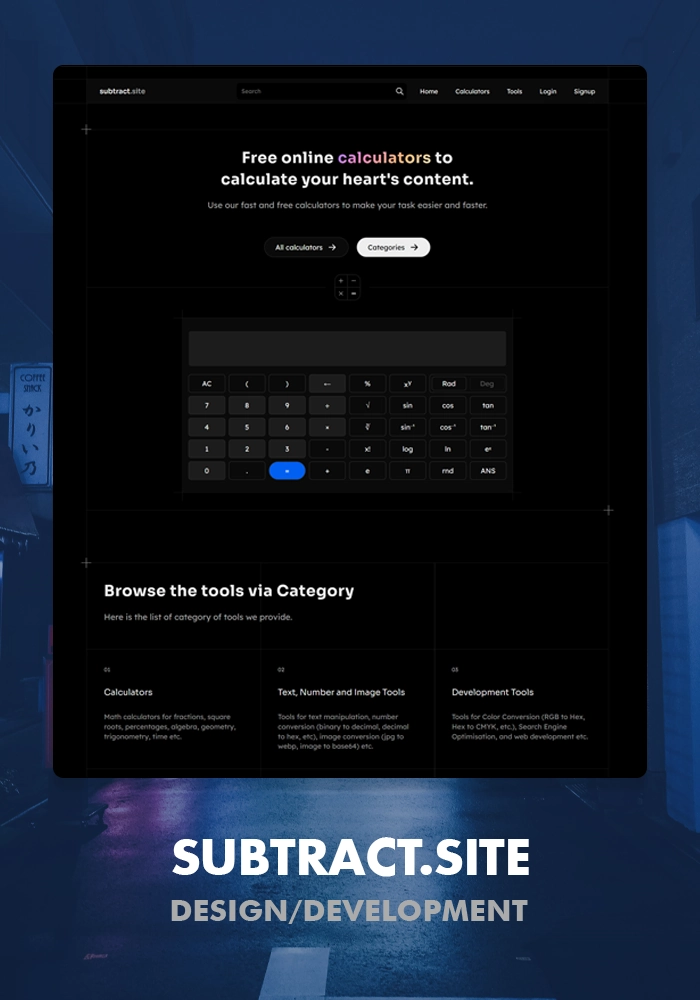 subtract.site
Search
Home Calculators Tools Login Signup
Free online calculators to
calculate your heart's content.
Use our fast and free calculators to make your task easier and faster.
All calculators → Categories →
+ −
× =
AC ( ) ← % xʸ Rad Deg
7 8 9 ÷ √ sin cos tan
4 5 6 × ∛ sin⁻¹ cos⁻¹ tan⁻¹
1 2 3 - x! log ln eˣ
0 . = + e π rnd ANS
COFFEE
SHACK
かりい乃
Browse the tools via Category
Here is the list of category of tools we provide.
01
Calculators
Math calculators for fractions, square
roots, percentages, algebra, geometry,
trigonometry, time etc.
02
Text, Number and Image Tools
Tools for text manipulation, number
conversion (binary to decimal, decimal
to hex, etc), image conversion (jpg to
webp, image to base64) etc.
03
Development Tools
Tools for Color Conversion (RGB to Hex,
Hex to CMYK, etc.), Search Engine
Optimisation, and web development etc.
SUBTRACT.SITE
DESIGN/DEVELOPMENT